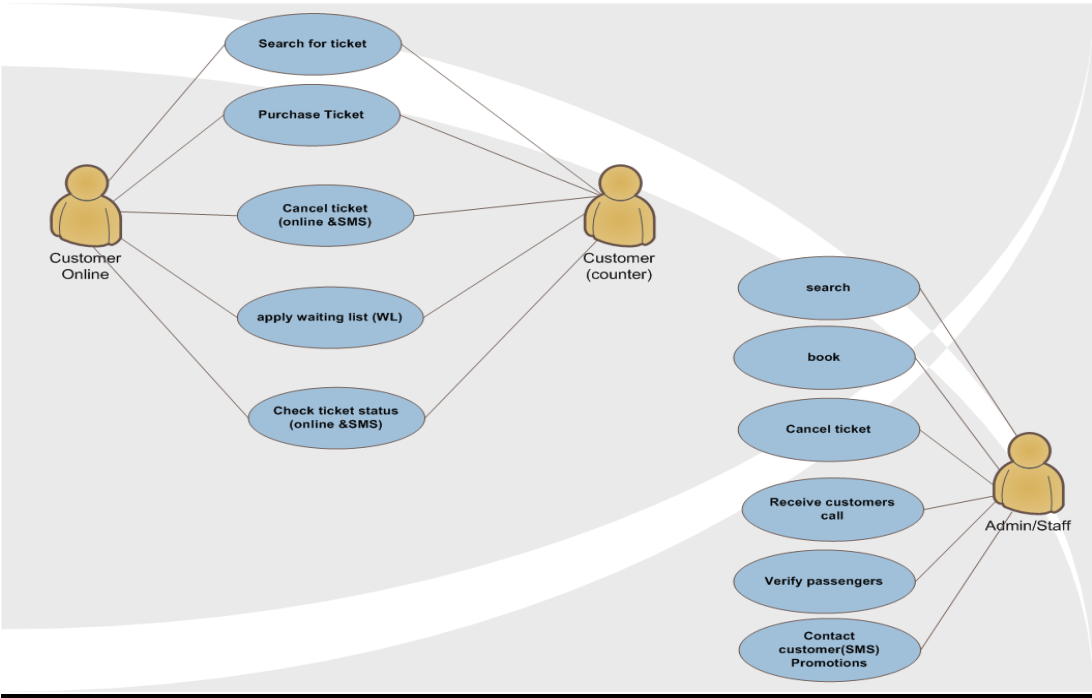 Search for ticket
Purchase Ticket
Cancel ticket
(online &SMS)
apply waiting list (WL)
Check ticket status
(online &SMS)
Customer
Online
Customer
(counter)
search
book
Cancel ticket
Receive customers
call
Verify passengers
Contact
customer(SMS)
Promotions
Admin/Staff